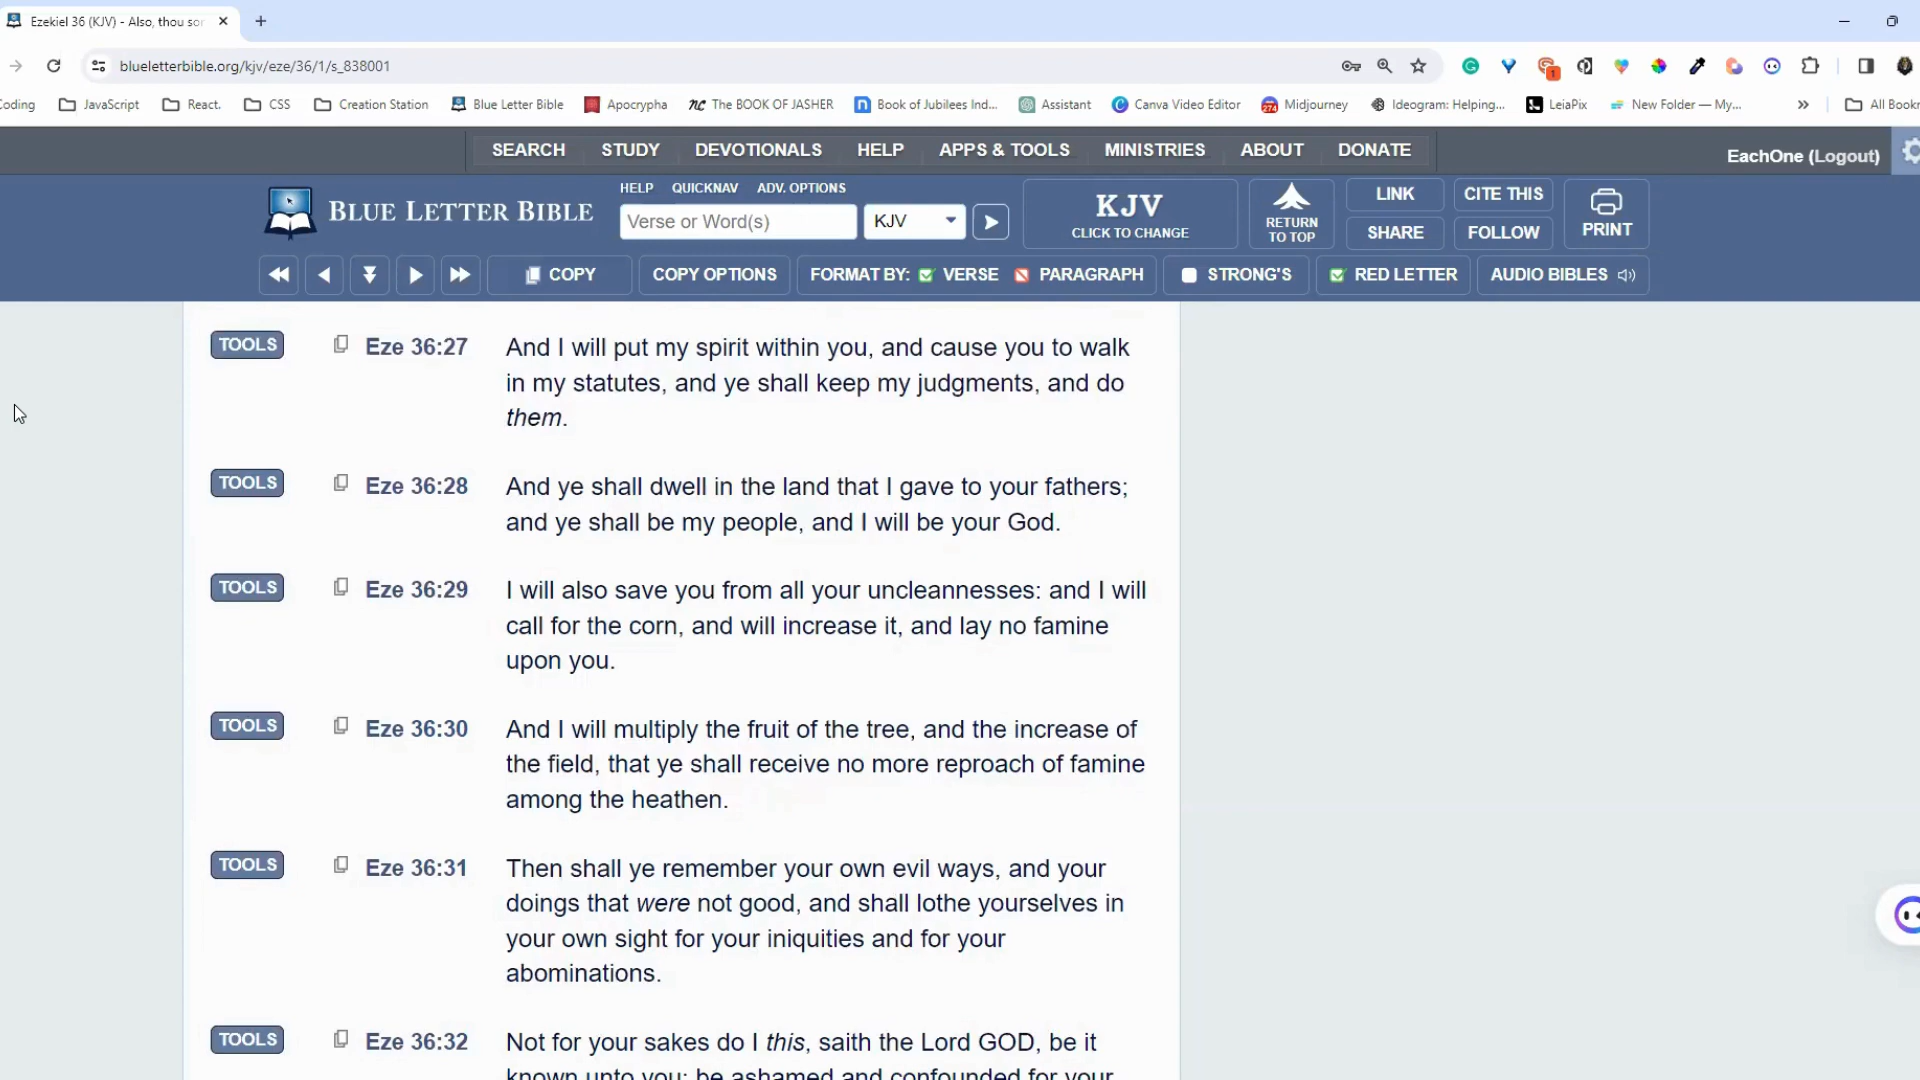 Ezekiel 36 (KJV) - Also, thou sor
blueletterbible.org/kjv/eze/36/1/s_838001
Coding JavaScript React. CSS Creation Station Blue Letter Bible Apocrypha The BOOK OF JASHER Book of Jubilees Ind... Assistant Canva Video Editor Midjourney Ideogram: Helping... LeiaPix New Folder — My... » All Bookr
SEARCH STUDY DEVOTIONALS HELP APPS & TOOLS MINISTRIES ABOUT DONATE
EachOne (Logout)
HELP QUICKNAV ADV. OPTIONS
BLUE LETTER BIBLE
Verse or Word(s) KJV
KJV
CLICK TO CHANGE
RETURN
TO TOP
LINK CITE THIS
SHARE FOLLOW
PRINT
COPY COPY OPTIONS FORMAT BY: VERSE PARAGRAPH STRONG'S RED LETTER AUDIO BIBLES
TOOLS Eze 36:27 And I will put my spirit within you, and cause you to walk
in my statutes, and ye shall keep my judgments, and do
them.
TOOLS Eze 36:28 And ye shall dwell in the land that I gave to your fathers;
and ye shall be my people, and I will be your God.
TOOLS Eze 36:29 I will also save you from all your uncleannesses: and I will
call for the corn, and will increase it, and lay no famine
upon you.
TOOLS Eze 36:30 And I will multiply the fruit of the tree, and the increase of
the field, that ye shall receive no more reproach of famine
among the heathen.
TOOLS Eze 36:31 Then shall ye remember your own evil ways, and your
doings that were not good, and shall lothe yourselves in
your own sight for your iniquities and for your
abominations.
TOOLS Eze 36:32 Not for your sakes do I this, saith the Lord GOD, be it
known unto you: be ashamed and confounded for your